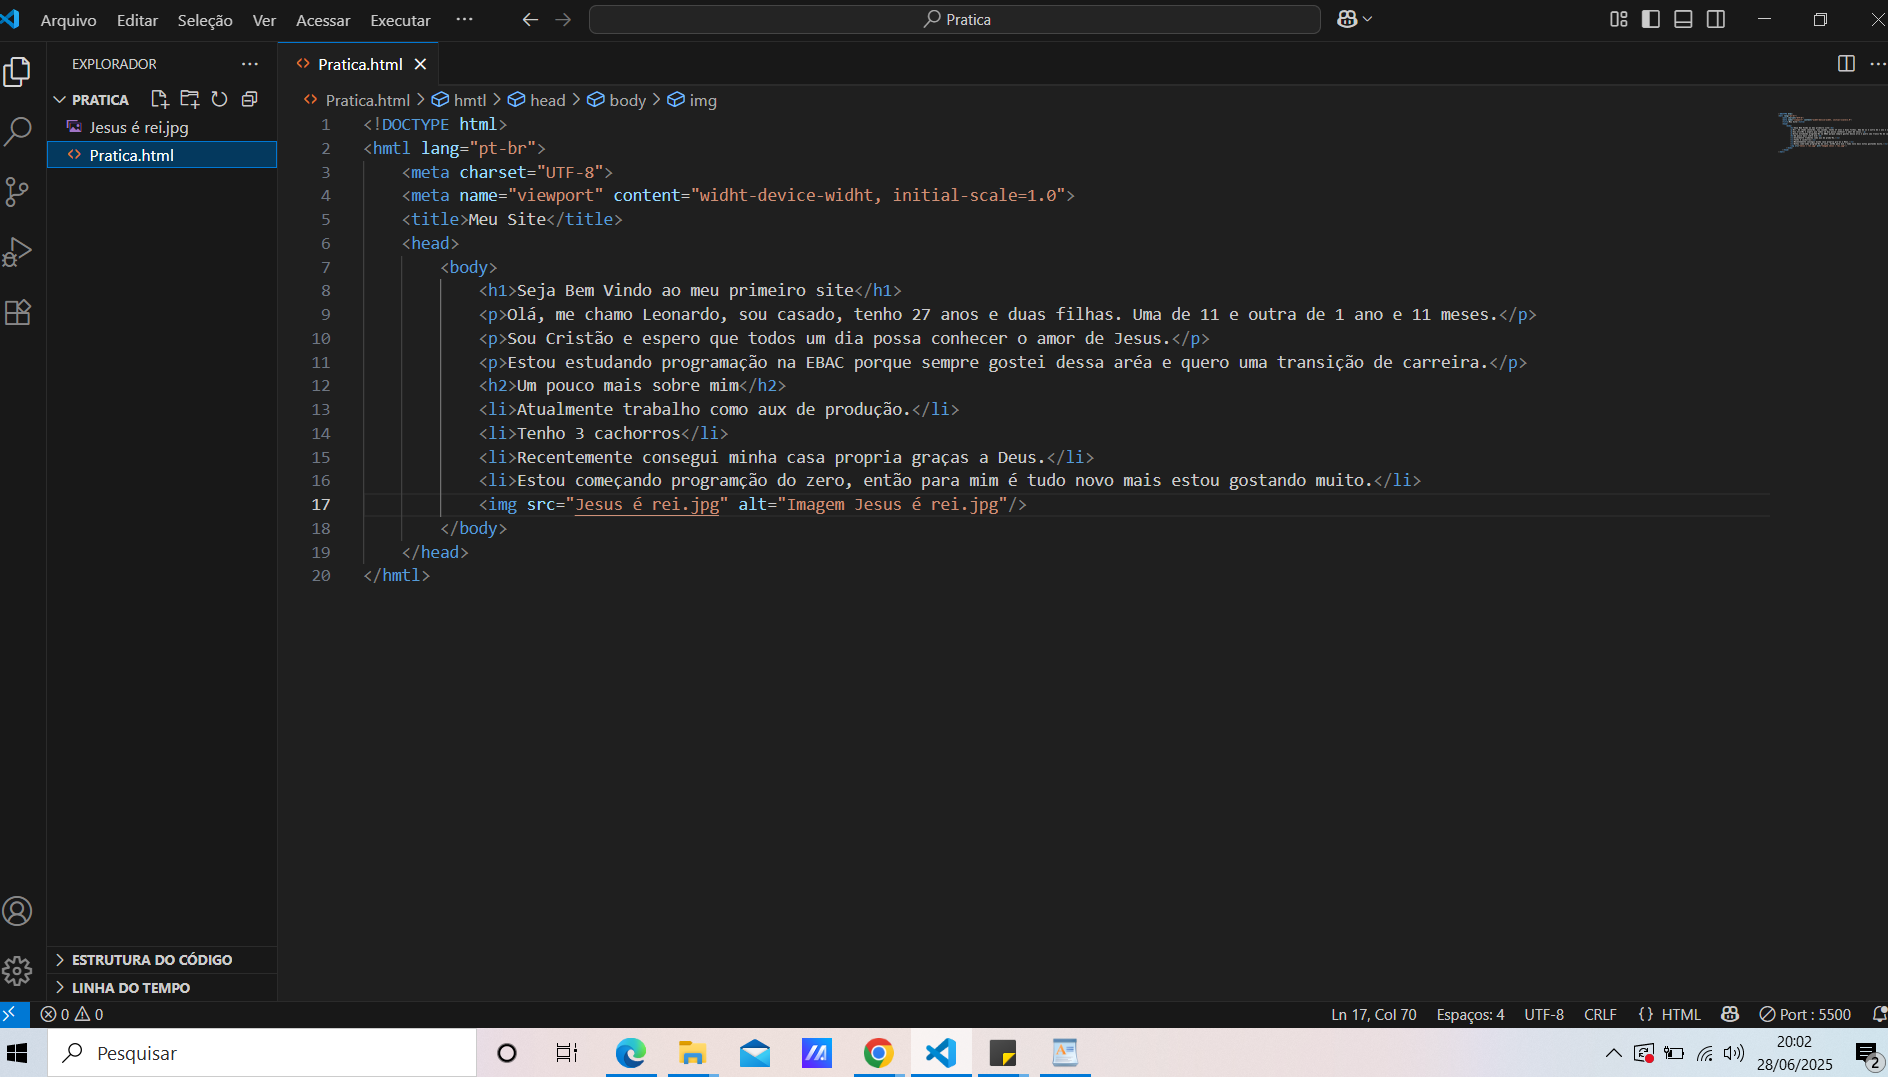 Arquivo Editar Seleção Ver Acessar Executar ··· Pratica
EXPLORADOR ···
PRATICA
Jesus é rei.jpg
Pratica.html
ESTRUTURA DO CÓDIGO
LINHA DO TEMPO
Pratica.html
Pratica.html > hmtl > head > body > img
1 <!DOCTYPE html>
2 <hmtl lang="pt-br">
3 <meta charset="UTF-8">
4 <meta name="viewport" content="widht-device-widht, initial-scale=1.0">
5 <title>Meu Site</title>
6 <head>
7 <body>
8 <h1>Seja Bem Vindo ao meu primeiro site</h1>
9 <p>Olá, me chamo Leonardo, sou casado, tenho 27 anos e duas filhas. Uma de 11 e outra de 1 ano e 11 meses.</p>
10 <p>Sou Cristão e espero que todos um dia possa conhecer o amor de Jesus.</p>
11 <p>Estou estudando programação na EBAC porque sempre gostei dessa aréa e quero uma transição de carreira.</p>
12 <h2>Um pouco mais sobre mim</h2>
13 <li>Atualmente trabalho como aux de produção.</li>
14 <li>Tenho 3 cachorros</li>
15 <li>Recentemente consegui minha casa propria graças a Deus.</li>
16 <li>Estou começando programção do zero, então para mim é tudo novo mais estou gostando muito.</li>
17 <img src="Jesus é rei.jpg" alt="Imagem Jesus é rei.jpg"/>
18 </body>
19 </head>
20 </hmtl>
0 0 Ln 17, Col 70 Espaços: 4 UTF-8 CRLF {} HTML Port : 5500
Pesquisar
20:02
28/06/2025
2